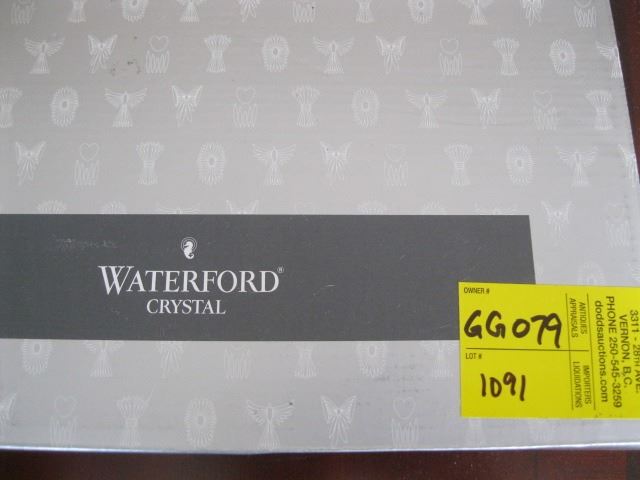 WATERFORD®
CRYSTAL
OWNER #
GG079
LOT #
1091
ANTIQUES
APPRAISALS
IMPORTERS
LIQUIDATIONS
3311 - 28th AVE.
VERNON, B.C.
PHONE 250-545-3259
doddsauctions.com